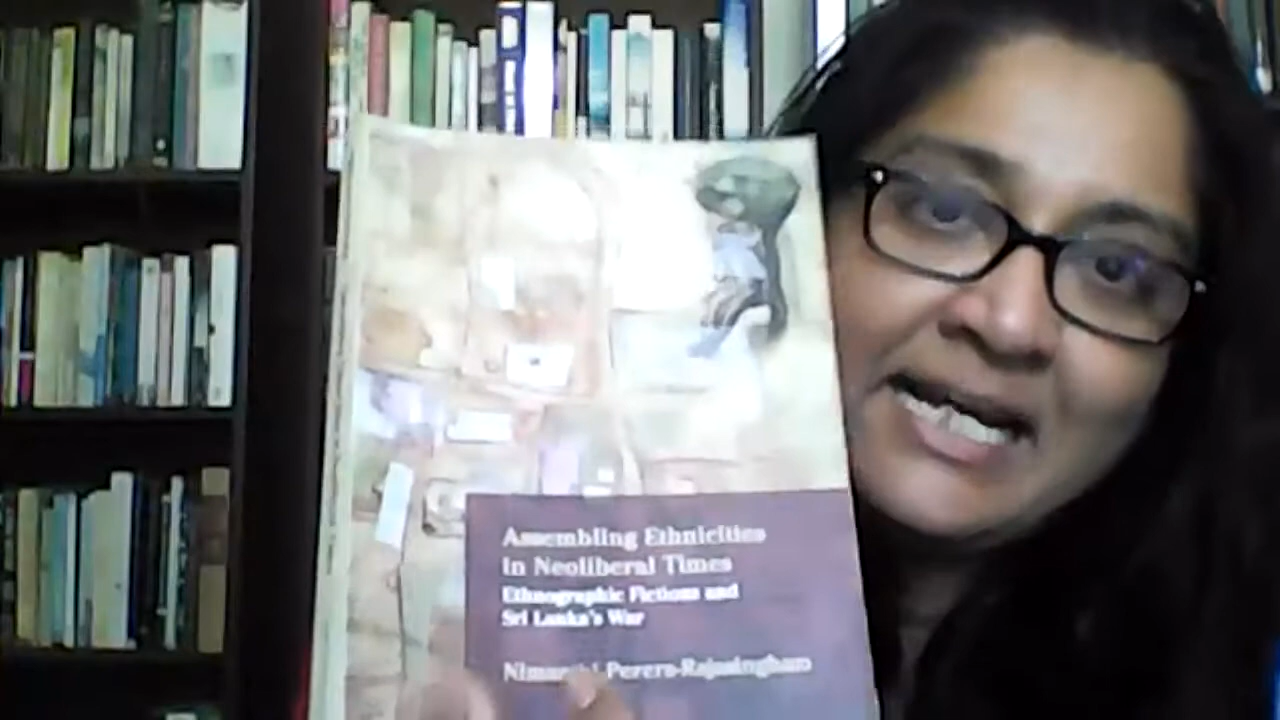 Assembling Ethnicities
in Neoliberal Times
Ethnographic Fictions and
Sri Lanka's War
Perera-Rajasingham